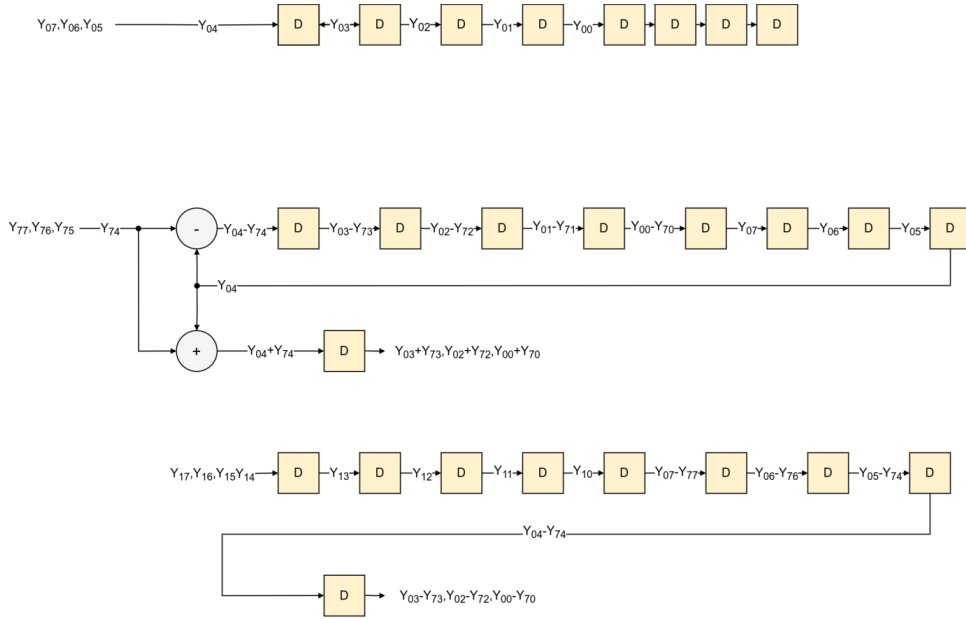 Y07,Y06,Y05 Y04 D Y03 D Y02 D Y01 D Y00 D D D D
Y77,Y76,Y75 Y74 - Y04-Y74 D Y03-Y73 D Y02-Y72 D Y01-Y71 D Y00-Y70 D Y07 D Y06 D Y05 D
Y04
+ Y04+Y74 D Y03+Y73,Y02+Y72,Y00+Y70
Y17,Y16,Y15Y14 D Y13 D Y12 D Y11 D Y10 D Y07-Y77 D Y06-Y76 D Y05-Y74 D
Y04-Y74
D Y03-Y73,Y02-Y72,Y00-Y70